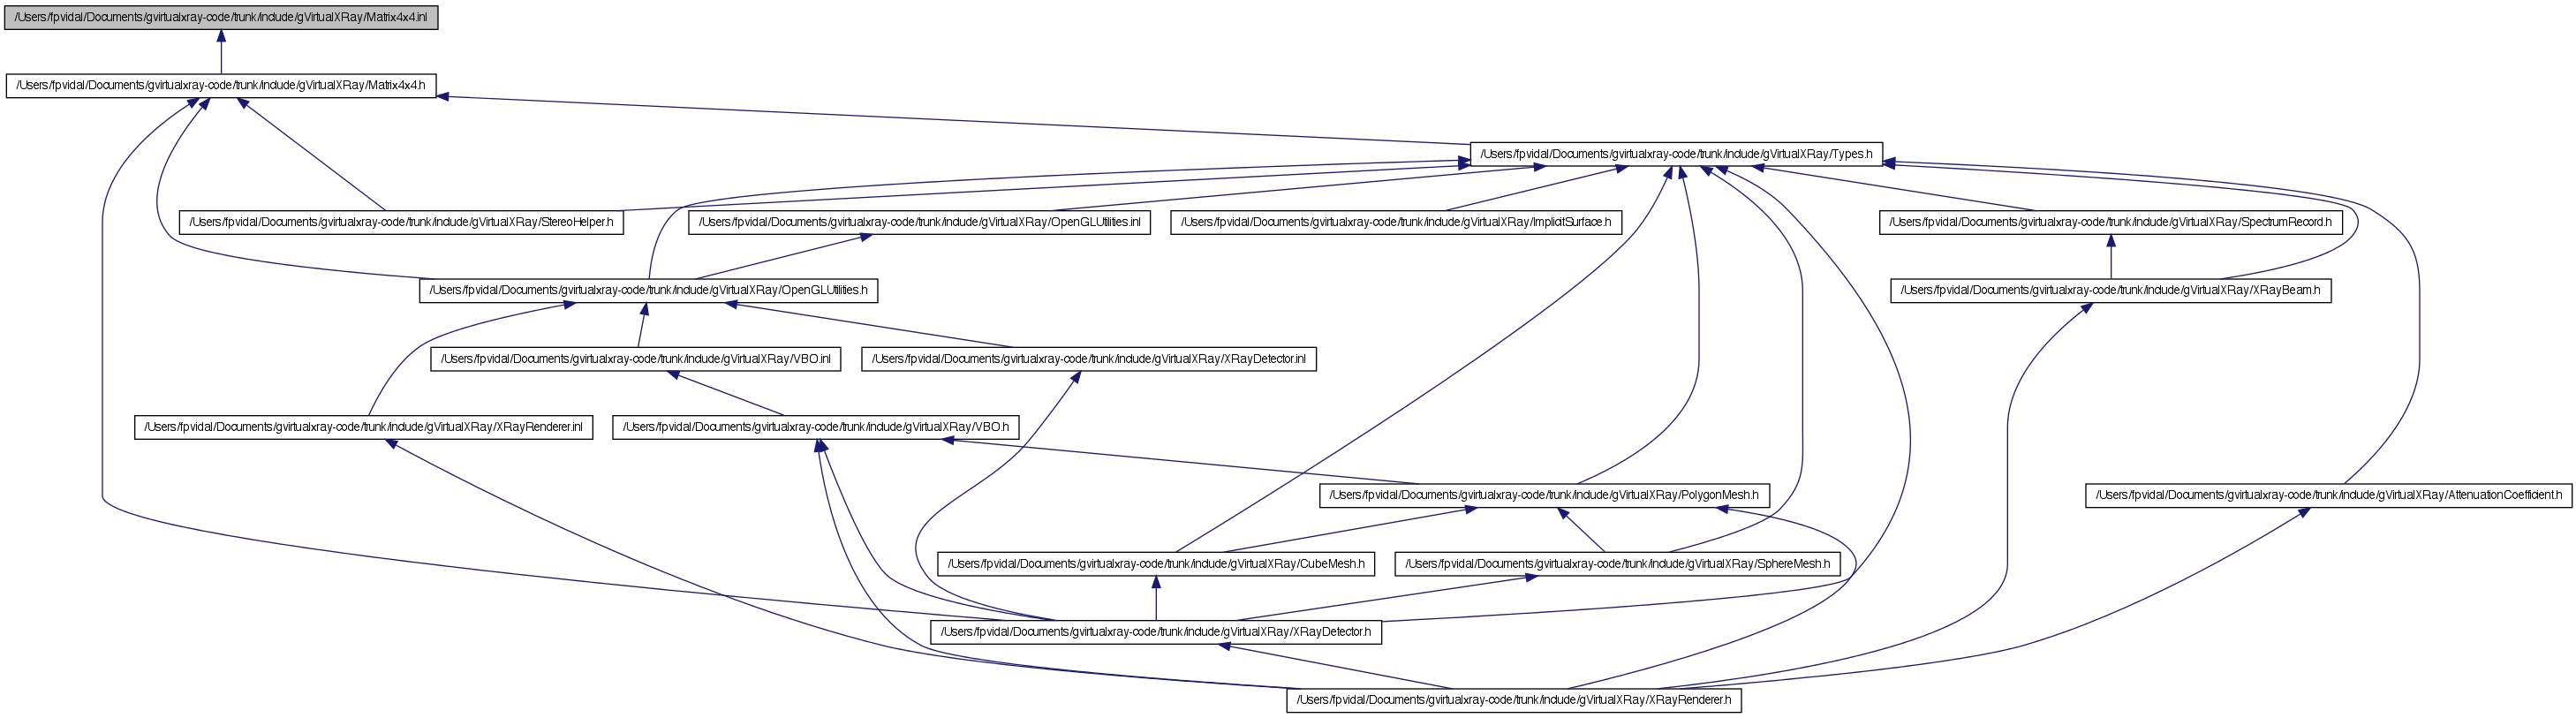 /Users/fpvidal/Documents/gvirtualxray-code/trunk/include/gVirtualXRay/Matrix4x4.inl
/Users/fpvidal/Documents/gvirtualxray-code/trunk/include/gVirtualXRay/Matrix4x4.h
/Users/fpvidal/Documents/gvirtualxray-code/trunk/include/gVirtualXRay/Types.h
/Users/fpvidal/Documents/gvirtualxray-code/trunk/include/gVirtualXRay/StereoHelper.h
/Users/fpvidal/Documents/gvirtualxray-code/trunk/include/gVirtualXRay/OpenGLUtilities.inl
/Users/fpvidal/Documents/gvirtualxray-code/trunk/include/gVirtualXRay/ImplicitSurface.h
/Users/fpvidal/Documents/gvirtualxray-code/trunk/include/gVirtualXRay/SpectrumRecord.h
/Users/fpvidal/Documents/gvirtualxray-code/trunk/include/gVirtualXRay/OpenGLUtilities.h
/Users/fpvidal/Documents/gvirtualxray-code/trunk/include/gVirtualXRay/XRayBeam.h
/Users/fpvidal/Documents/gvirtualxray-code/trunk/include/gVirtualXRay/VBO.inl
/Users/fpvidal/Documents/gvirtualxray-code/trunk/include/gVirtualXRay/XRayDetector.inl
/Users/fpvidal/Documents/gvirtualxray-code/trunk/include/gVirtualXRay/XRayRenderer.inl
/Users/fpvidal/Documents/gvirtualxray-code/trunk/include/gVirtualXRay/VBO.h
/Users/fpvidal/Documents/gvirtualxray-code/trunk/include/gVirtualXRay/PolygonMesh.h
/Users/fpvidal/Documents/gvirtualxray-code/trunk/include/gVirtualXRay/AttenuationCoefficient.h
/Users/fpvidal/Documents/gvirtualxray-code/trunk/include/gVirtualXRay/CubeMesh.h
/Users/fpvidal/Documents/gvirtualxray-code/trunk/include/gVirtualXRay/SphereMesh.h
/Users/fpvidal/Documents/gvirtualxray-code/trunk/include/gVirtualXRay/XRayDetector.h
/Users/fpvidal/Documents/gvirtualxray-code/trunk/include/gVirtualXRay/XRayRenderer.h